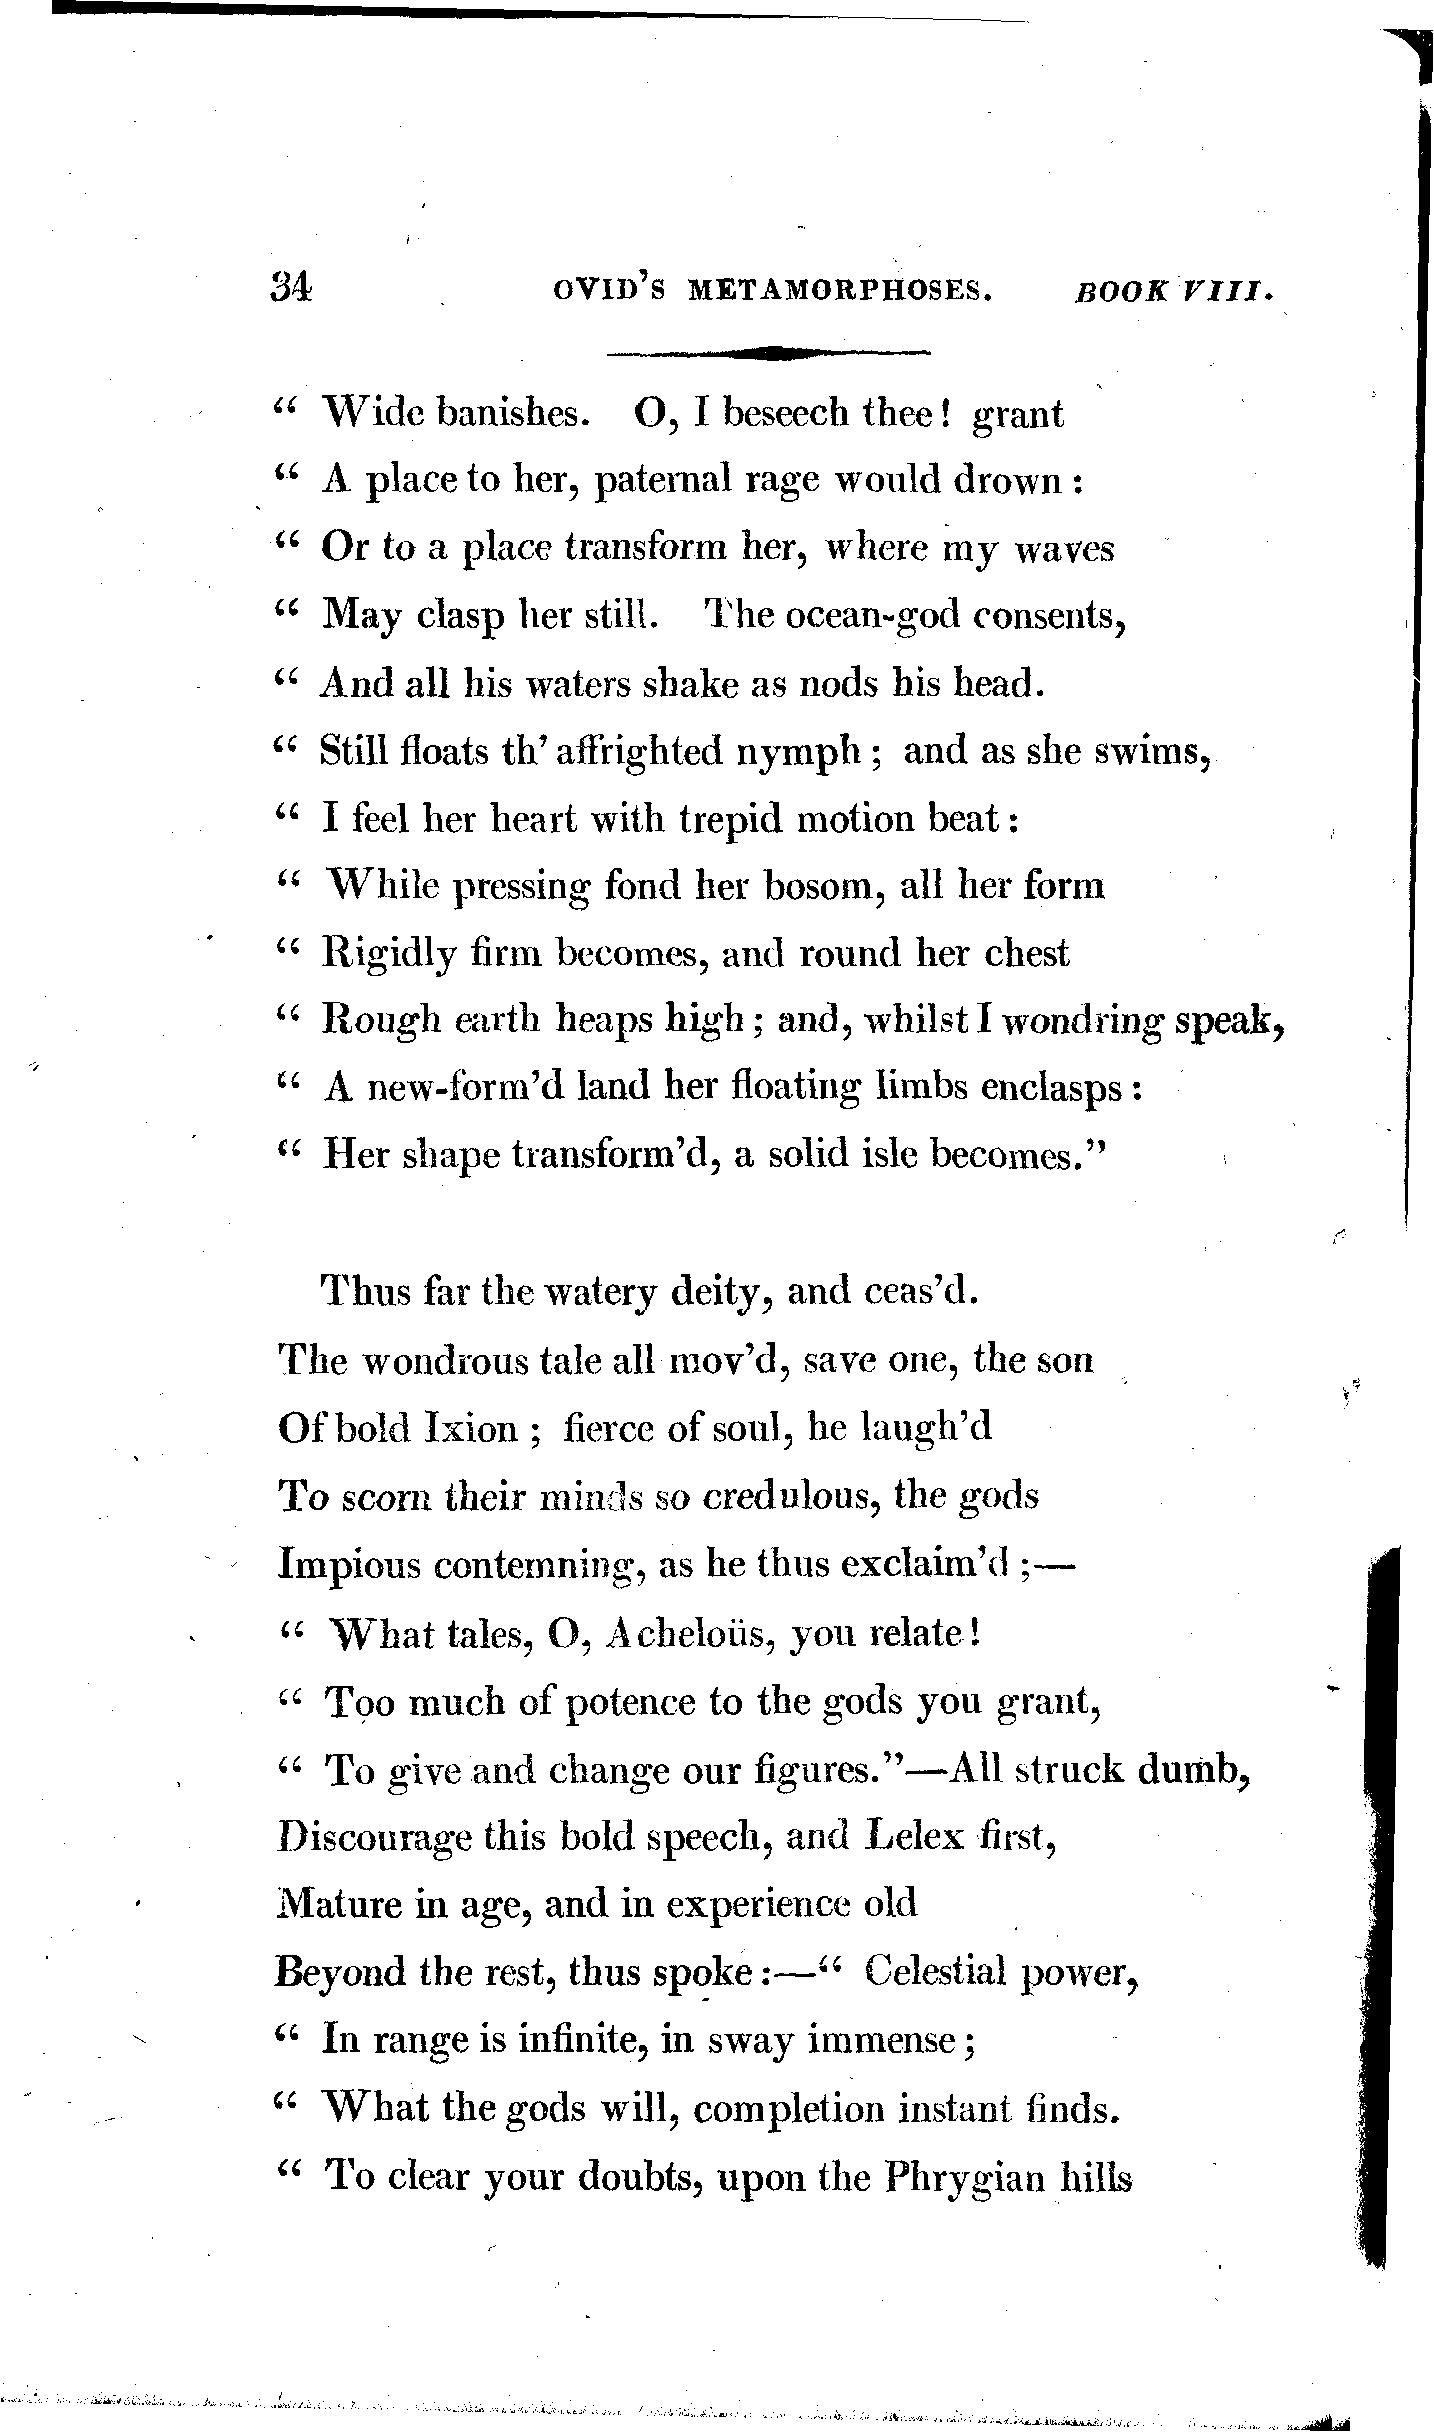 34 OVID'S METAMORPHOSES. BOOK VIII.
“ Wide banishes. O, I beseech thee! grant
“ A place to her, paternal rage would drown :
“ Or to a place transform her, where my waves
“ May clasp her still. The ocean-god consents,
“ And all his waters shake as nods his head.
“ Still floats th' affrighted nymph ; and as she swims,
“ I feel her heart with trepid motion beat :
“ While pressing fond her bosom, all her form
“ Rigidly firm becomes, and round her chest
“ Rough earth heaps high ; and, whilst I wondring speak,
“ A new-form'd land her floating limbs enclasps :
“ Her shape transform'd, a solid isle becomes.”
Thus far the watery deity, and ceas'd.
The wondrous tale all mov'd, save one, the son
Of bold Ixion ; fierce of soul, he laugh'd
To scorn their minds so credulous, the gods
Impious contemning, as he thus exclaim'd ;—
“ What tales, O, Acheloüs, you relate !
“ Too much of potence to the gods you grant,
“ To give and change our figures.”—All struck dumb,
Discourage this bold speech, and Lelex first,
Mature in age, and in experience old
Beyond the rest, thus spoke :—“ Celestial power,
“ In range is infinite, in sway immense ;
“ What the gods will, completion instant finds.
“ To clear your doubts, upon the Phrygian hills